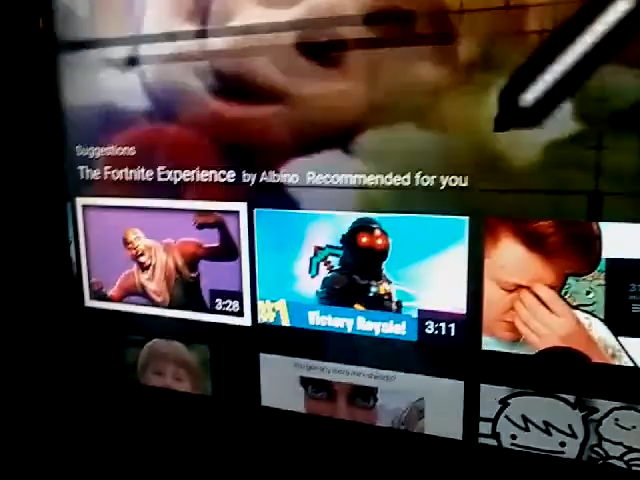 Suggestions
The Fortnite Experience by Albino Recommended for you
3:28
#1
Victory Royale!
3:11